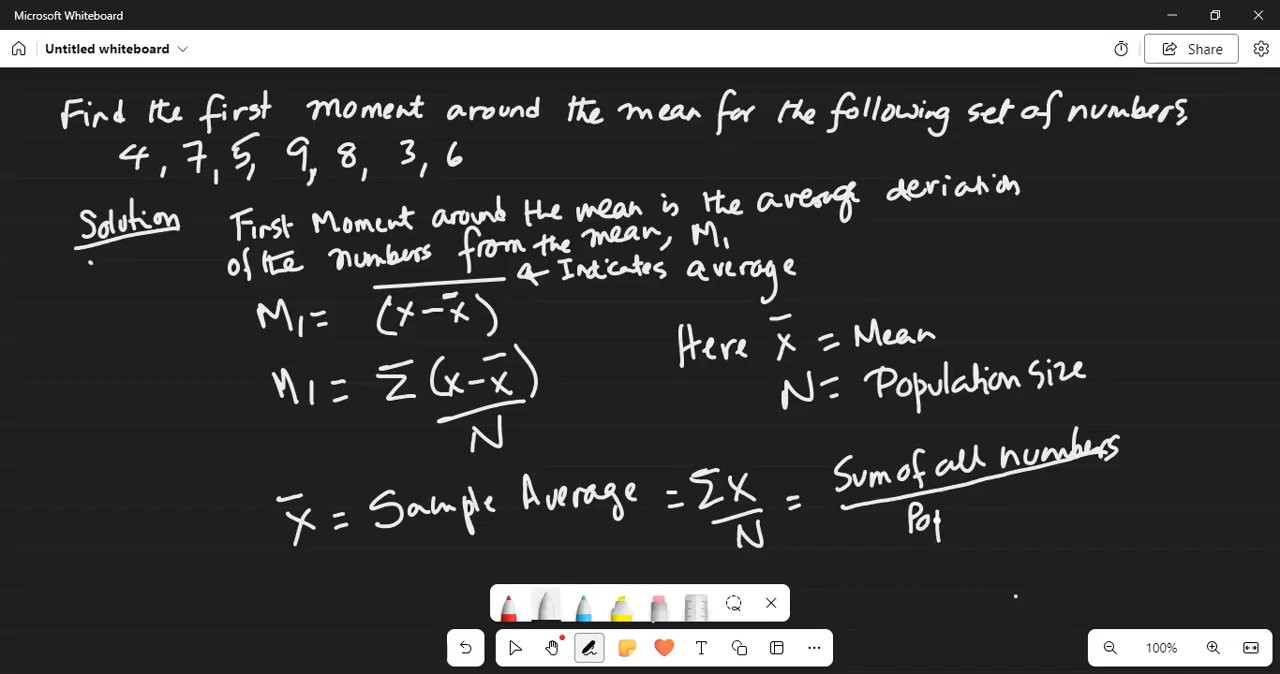 Microsoft Whiteboard
Untitled whiteboard
Share
Find the first moment around the mean for the following set of numbers,
4, 7, 5, 9, 8, 3, 6
Solution
First Moment around the mean is the average deviation
of the numbers from the mean, M₁
← Indicates average
M₁ = \overline{(x - x̄)}
Here x̄ = Mean
M₁ = Σ (x - x̄) / N
N = Population size
x̄ = Sample Average = Σx / N = Sum of all numbers / Pop
100%